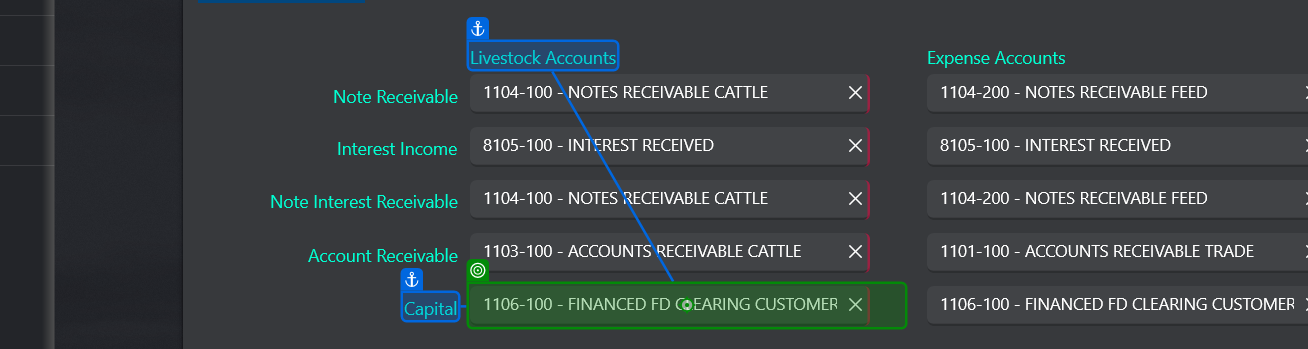 Livestock Accounts Expense Accounts
Note Receivable 1104-100 - NOTES RECEIVABLE CATTLE 1104-200 - NOTES RECEIVABLE FEED
Interest Income 8105-100 - INTEREST RECEIVED 8105-100 - INTEREST RECEIVED
Note Interest Receivable 1104-100 - NOTES RECEIVABLE CATTLE 1104-200 - NOTES RECEIVABLE FEED
Account Receivable 1103-100 - ACCOUNTS RECEIVABLE CATTLE 1101-100 - ACCOUNTS RECEIVABLE TRADE
Capital 1106-100 - FINANCED FD CLEARING CUSTOMER 1106-100 - FINANCED FD CLEARING CUSTOMER